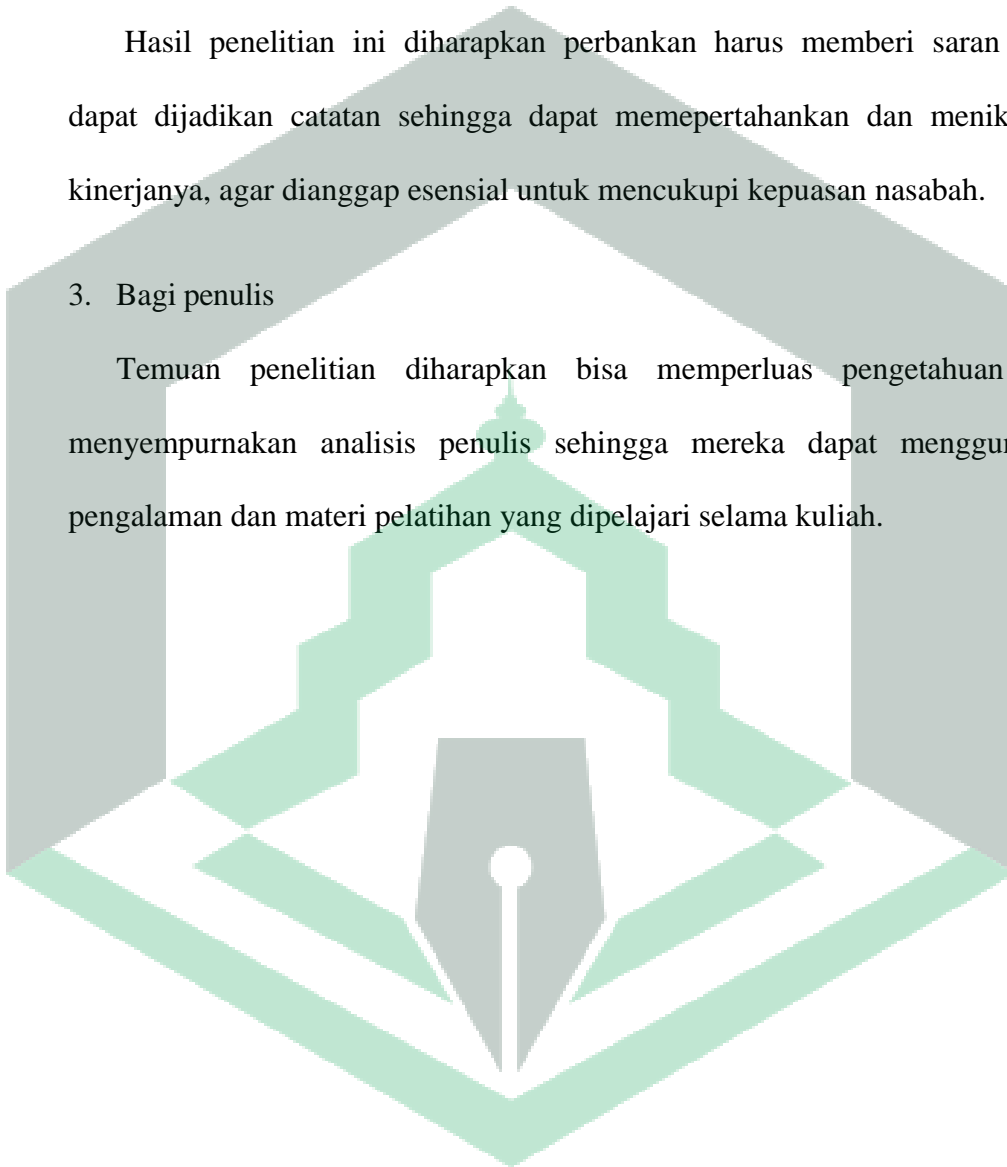 Hasil penelitian ini diharapkan perbankan harus memberi saran
dapat dijadikan catatan sehingga dapat memepertahankan dan menik
kinerjanya, agar dianggap esensial untuk mencukupi kepuasan nasabah.
3. Bagi penulis
Temuan penelitian diharapkan bisa memperluas pengetahuan
menyempurnakan analisis penulis sehingga mereka dapat menggu
pengalaman dan materi pelatihan yang dipelajari selama kuliah.